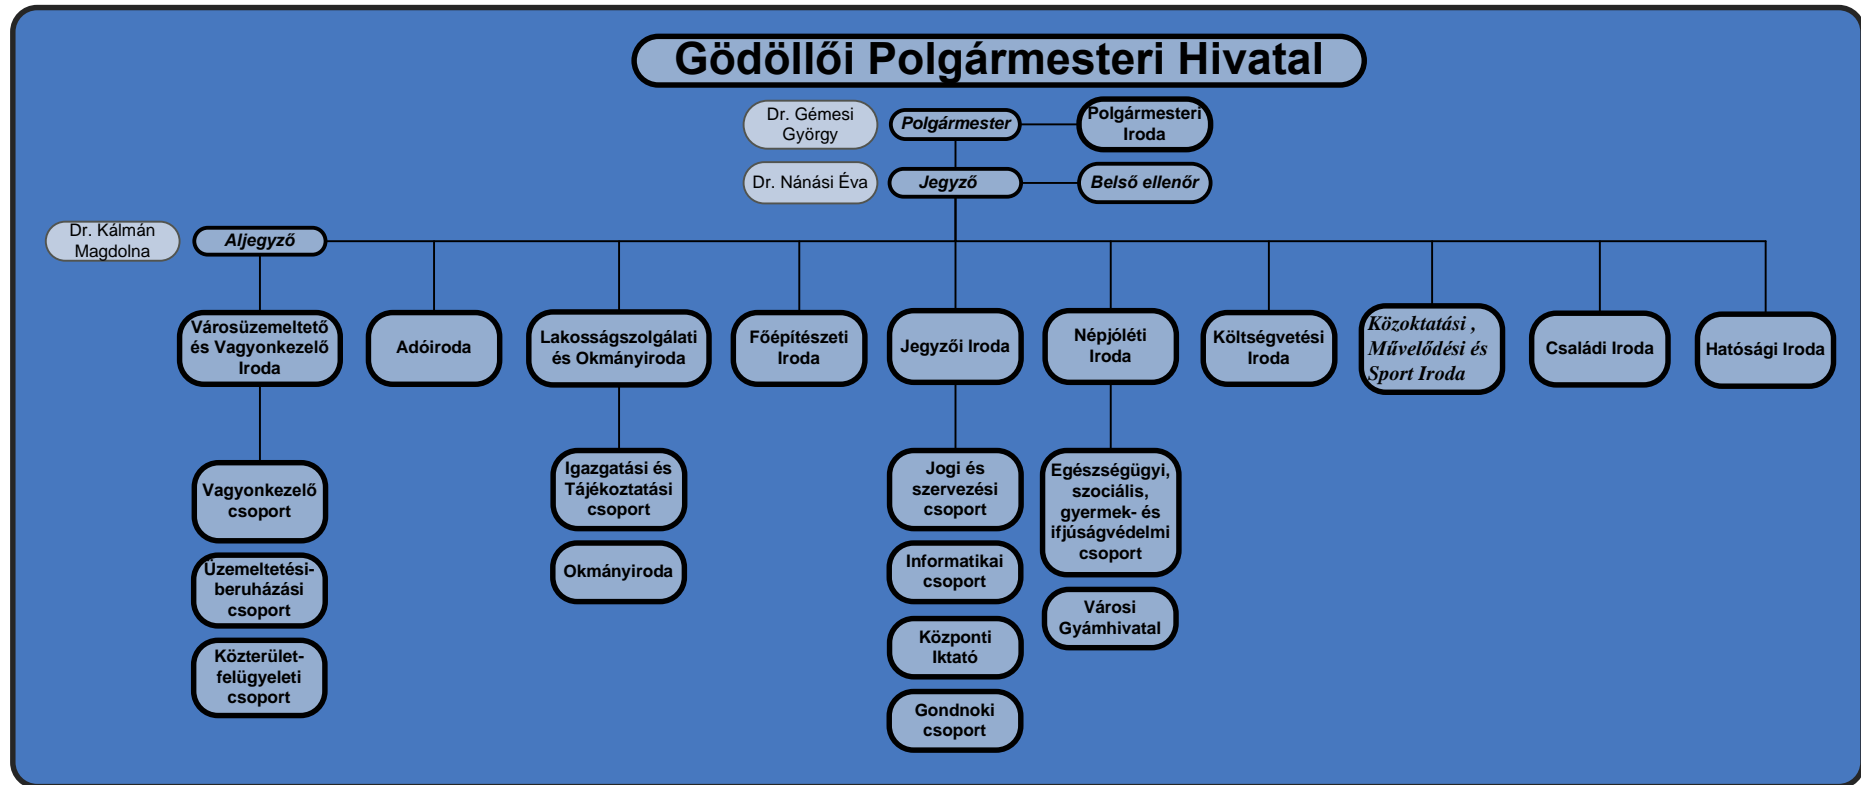 Gödöllői Polgármesteri Hivatal
Dr. Gémesi
György
Polgármester
Polgármesteri
Iroda
Dr. Nánási Éva
Jegyző
Belső ellenőr
Dr. Kálmán
Magdolna
Aljegyző
Városüzemeltető
és Vagyonkezelő
Iroda
Adóiroda
Lakosságszolgálati
és Okmányiroda
Főépítészeti
Iroda
Jegyzői Iroda
Népjóléti
Iroda
Költségvetési
Iroda
Közoktatási ,
Művelődési és
Sport Iroda
Családi Iroda
Hatósági Iroda
Vagyonkezelő
csoport
Üzemeltetési-
beruházási
csoport
Közterület-
felügyeleti
csoport
Igazgatási és
Tájékoztatási
csoport
Okmányiroda
Jogi és
szervezési
csoport
Informatikai
csoport
Központi
Iktató
Gondnoki
csoport
Egészségügyi,
szociális,
gyermek- és
ifjúságvédelmi
csoport
Városi
Gyámhivatal